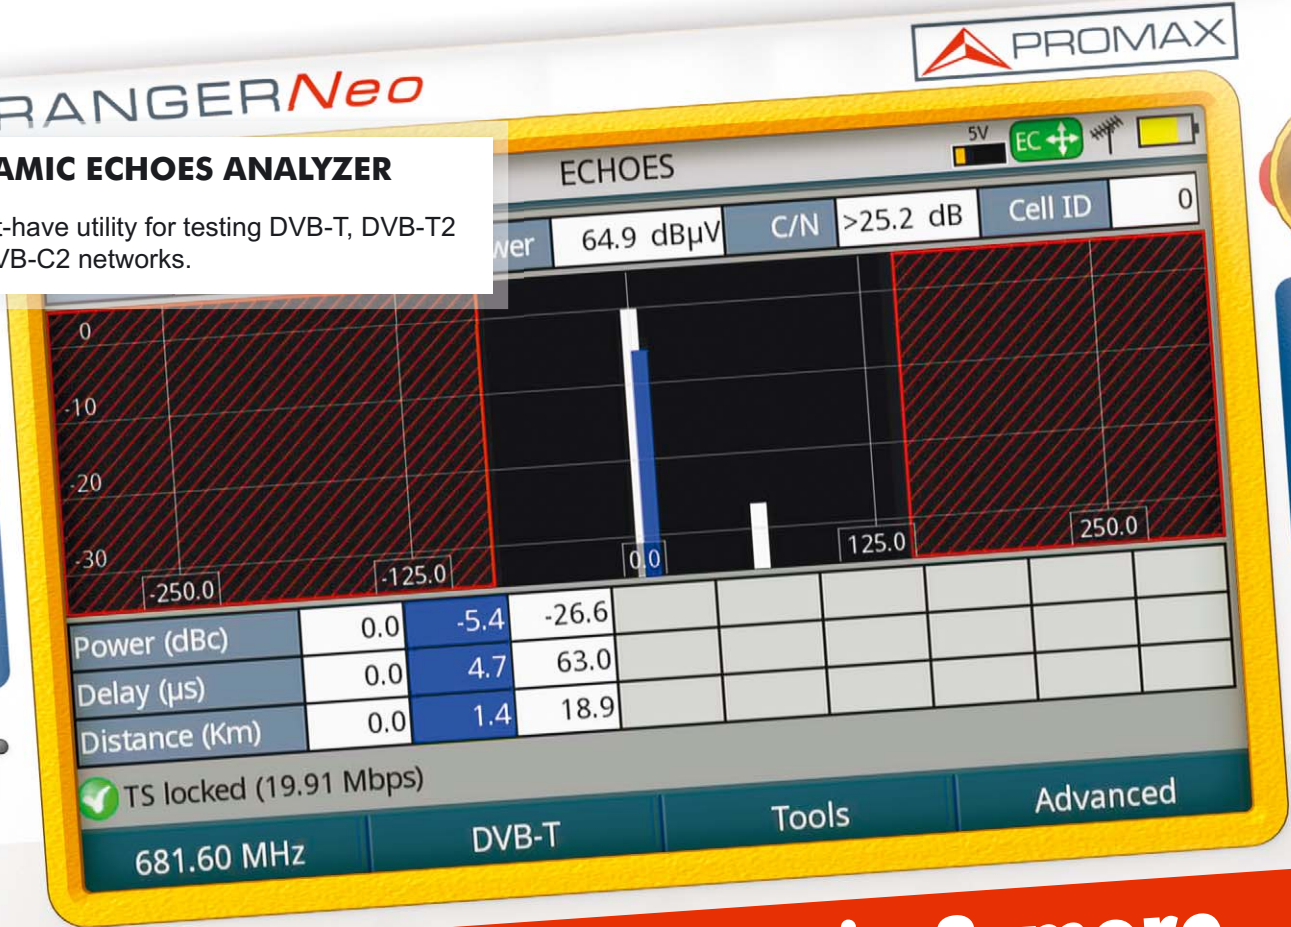 PROMAX
RANGERNeo
AMIC ECHOES ANALYZER
t-have utility for testing DVB-T, DVB-T2
VB-C2 networks.
ECHOES
5V
EC
wer 64.9 dBµV C/N >25.2 dB Cell ID 0
0
-10
-20
-30
-250.0 -125.0 0.0 125.0 250.0
Power (dBc) 0.0 -5.4 -26.6
Delay (µs) 0.0 4.7 63.0
Distance (Km) 0.0 1.4 18.9
TS locked (19.91 Mbps)
681.60 MHz DVB-T Tools Advanced